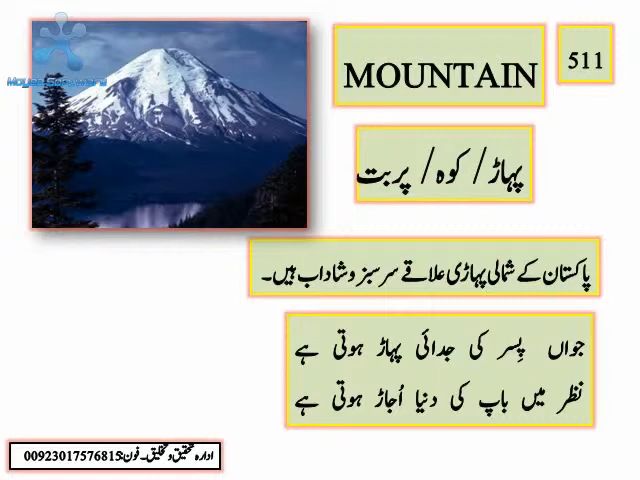 MOUNTAIN
511
پہاڑ/ کوہ/ پربت
پاکستان کے شمالی پہاڑی علاقے سرسبز و شاداب ہیں۔
جواں پِسر کی جدائی پہاڑ ہوتی ہے
نظر میں باپ کی دنیا اُجاڑ ہوتی ہے
ادارہ تحقیق و تخلیق۔ فون:00923017576815